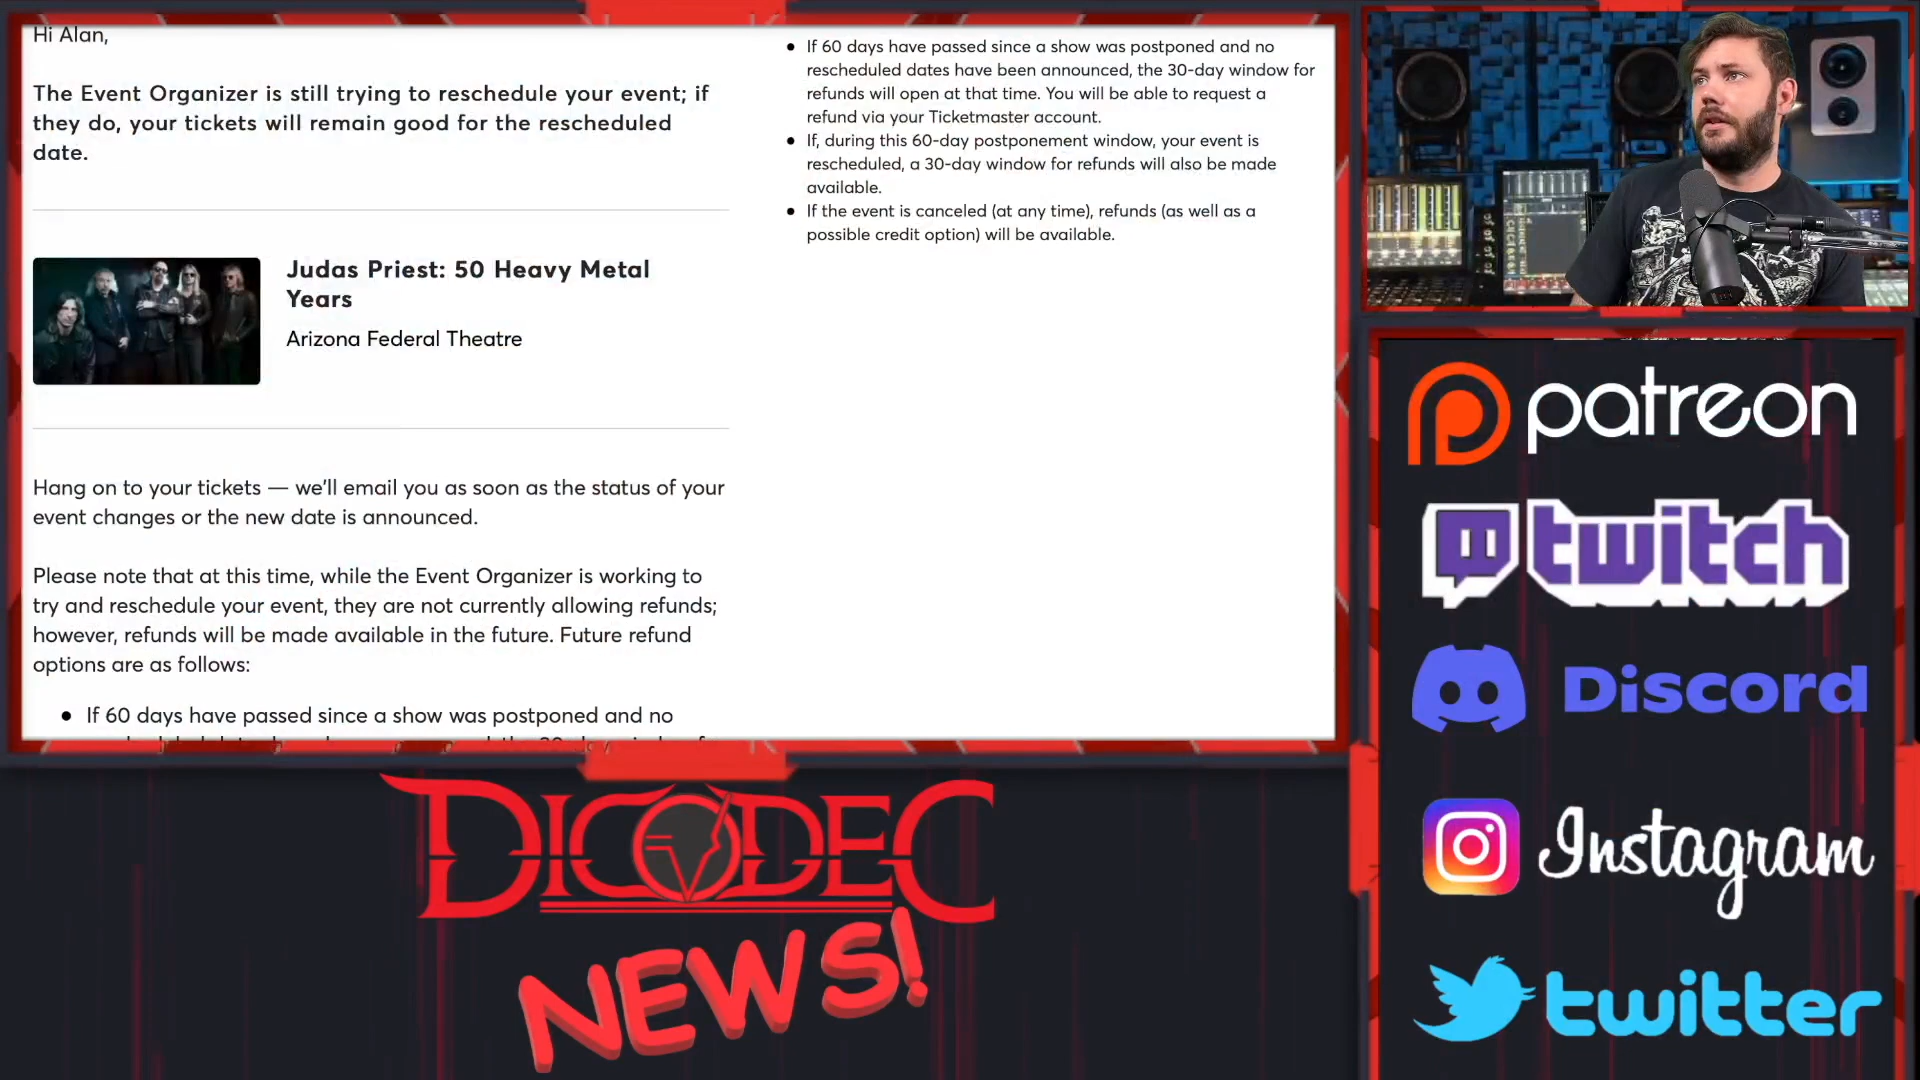 Hi Alan,
The Event Organizer is still trying to reschedule your event; if
they do, your tickets will remain good for the rescheduled
date.
Judas Priest: 50 Heavy Metal
Years
Arizona Federal Theatre
Hang on to your tickets — we'll email you as soon as the status of your
event changes or the new date is announced.
Please note that at this time, while the Event Organizer is working to
try and reschedule your event, they are not currently allowing refunds;
however, refunds will be made available in the future. Future refund
options are as follows:
● If 60 days have passed since a show was postponed and no
● If 60 days have passed since a show was postponed and no
rescheduled dates have been announced, the 30-day window for
refunds will open at that time. You will be able to request a
refund via your Ticketmaster account.
● If, during this 60-day postponement window, your event is
rescheduled, a 30-day window for refunds will also be made
available.
● If the event is canceled (at any time), refunds (as well as a
possible credit option) will be available.
patreon
twitch
Discord
Instagram
twitter
DICODEC
NEWS!